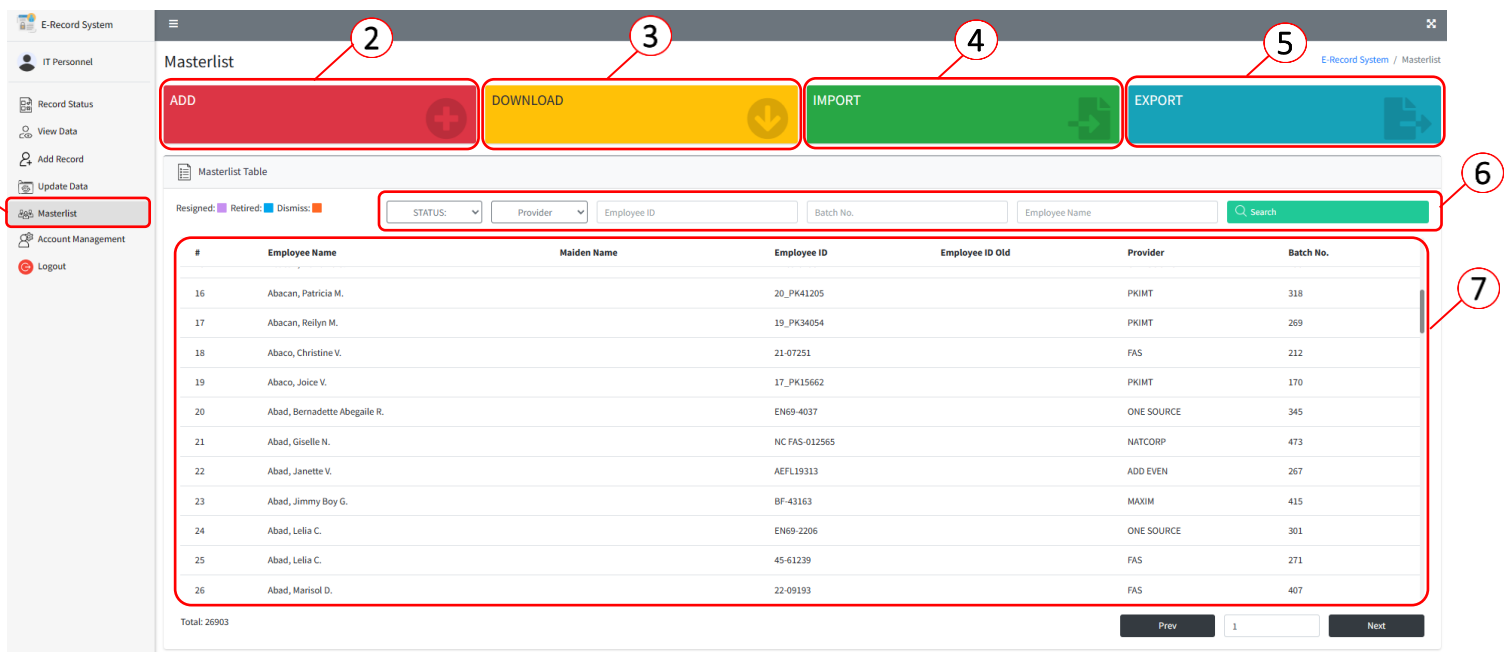 E-Record System
IT Personnel
Record Status
View Data
Add Record
Update Data
Masterlist
Account Management
Logout
2
3
4
5
Masterlist
E-Record System / Masterlist
ADD
DOWNLOAD
IMPORT
EXPORT
Masterlist Table
6
Resigned: Retired: Dismiss:
STATUS: Provider Employee ID Batch No. Employee Name Search
# Employee Name Maiden Name Employee ID Employee ID Old Provider Batch No.
7
16 Abacan, Patricia M. 20_PK41205 PKIMT 318
17 Abacan, Reilyn M. 19_PK34054 PKIMT 269
18 Abaco, Christine V. 21-07251 FAS 212
19 Abaco, Joice V. 17_PK15662 PKIMT 170
20 Abad, Bernadette Abegaile R. EN69-4037 ONE SOURCE 345
21 Abad, Giselle N. NC FAS-012565 NATCORP 473
22 Abad, Janette V. AEFL19313 ADD EVEN 267
23 Abad, Jimmy Boy G. BF-43163 MAXIM 415
24 Abad, Lelia C. EN69-2206 ONE SOURCE 301
25 Abad, Lelia C. 45-61239 FAS 271
26 Abad, Marisol D. 22-09193 FAS 407
Total: 26903
Prev 1 Next